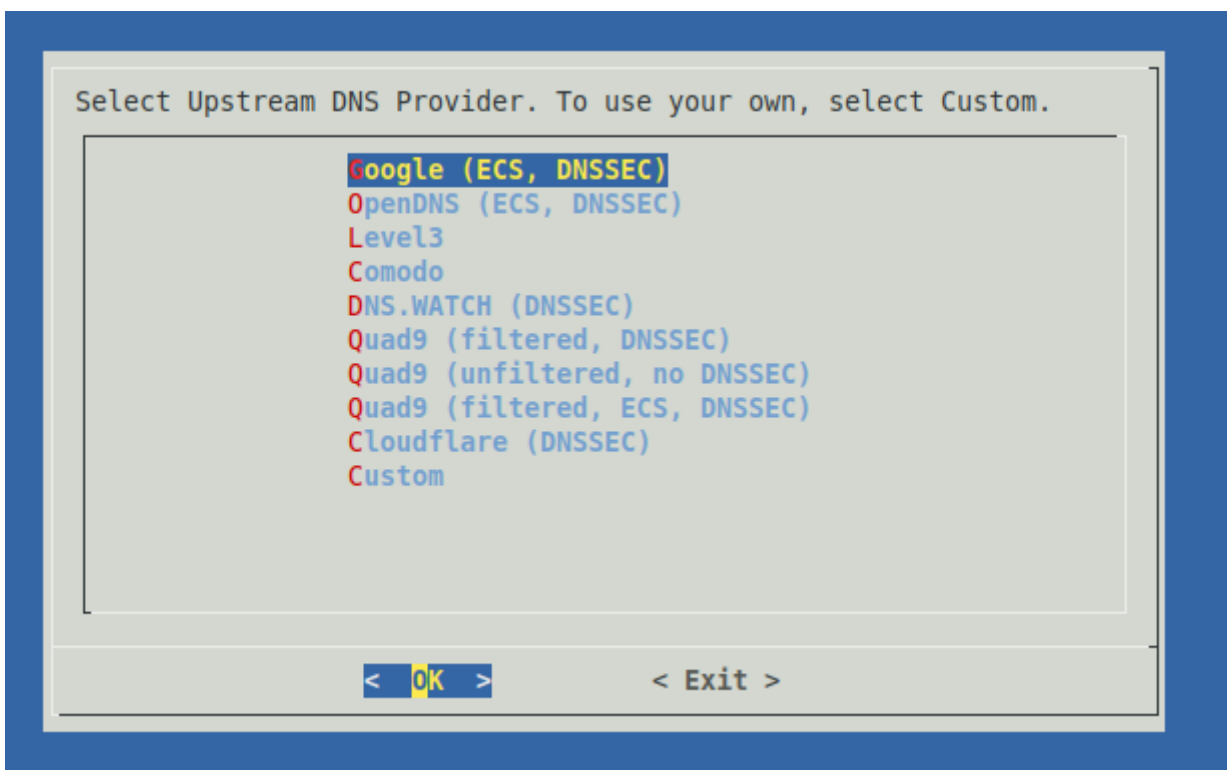 Select Upstream DNS Provider. To use your own, select Custom.
Google (ECS, DNSSEC)
OpenDNS (ECS, DNSSEC)
Level3
Comodo
DNS.WATCH (DNSSEC)
Quad9 (filtered, DNSSEC)
Quad9 (unfiltered, no DNSSEC)
Quad9 (filtered, ECS, DNSSEC)
Cloudflare (DNSSEC)
Custom
< OK > < Exit >